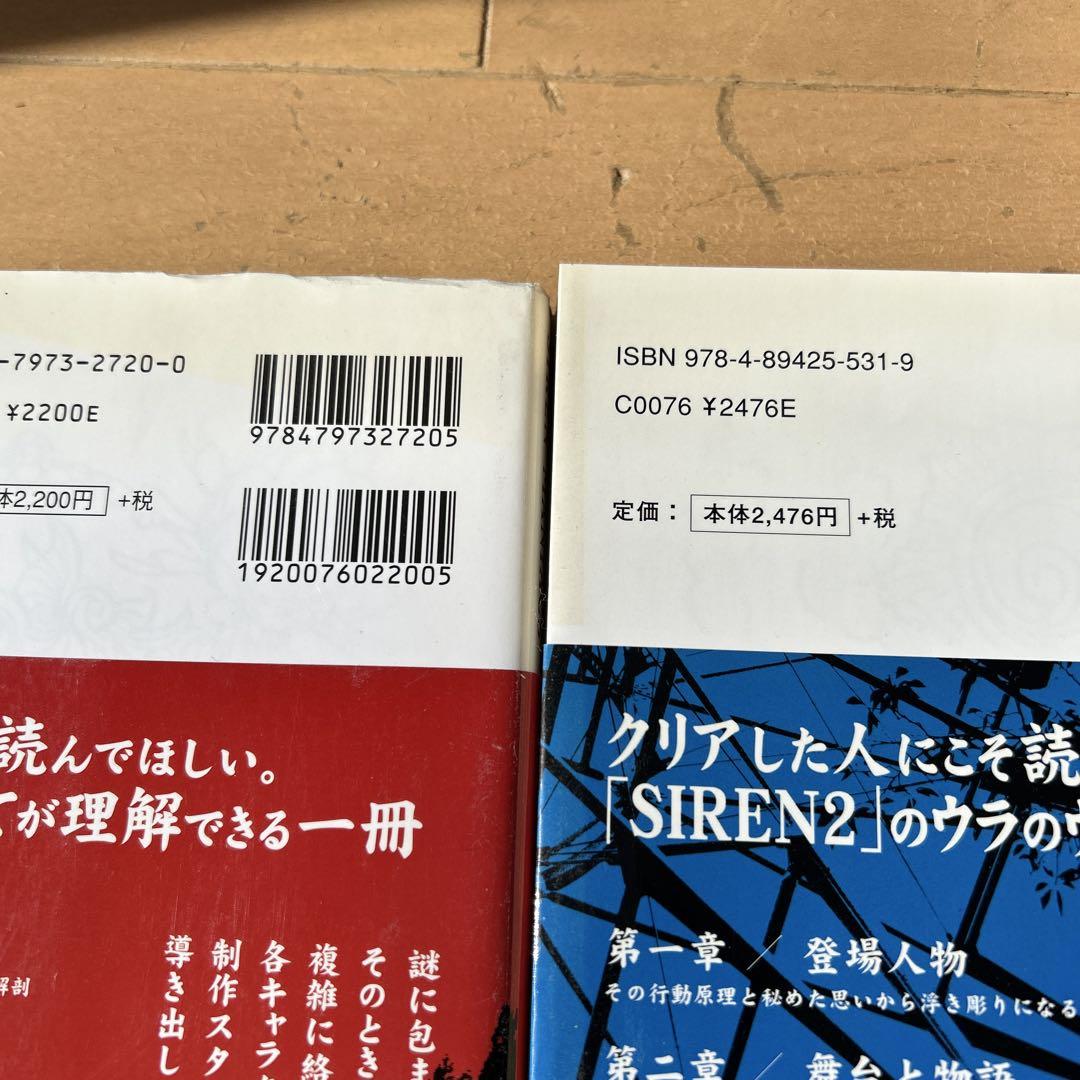 -7973-2720-0
¥2200E
9784797327205
体2,200円 +税
1920076022005
読んでほしい。
てが理解できる一冊
謎に包ま
そのとき
複雑に絡
各キャラク
制作スタ
導き出し
解剖
ISBN 978-4-89425-531-9
C0076 ¥2476E
定価： 本体2,476円 +税
クリアした人にこそ読
「SIREN2」のウラのウ
第一章 ／ 登場人物
その行動原理と秘めた思いから浮き彫りになる
第二章 ／ 舞台と物語